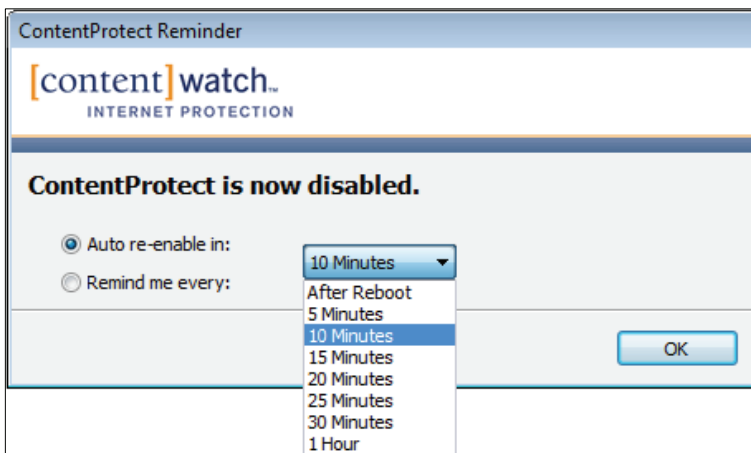 ContentProtect Reminder
[content] watch™
INTERNET PROTECTION
ContentProtect is now disabled.
Auto re-enable in:
10 Minutes
Remind me every:
After Reboot
5 Minutes
10 Minutes
15 Minutes
20 Minutes
25 Minutes
30 Minutes
1 Hour
OK